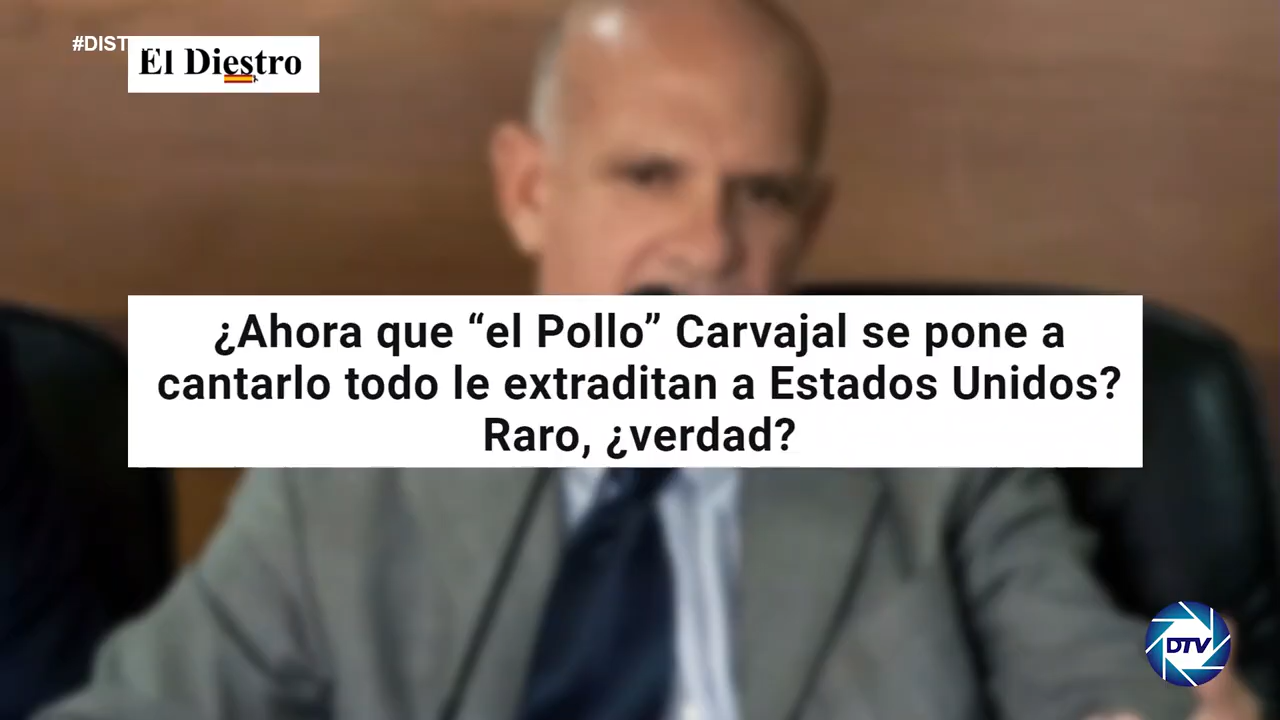 #DIST
El Diestro
¿Ahora que “el Pollo” Carvajal se pone a
cantarlo todo le extraditan a Estados Unidos?
Raro, ¿verdad?
DTV